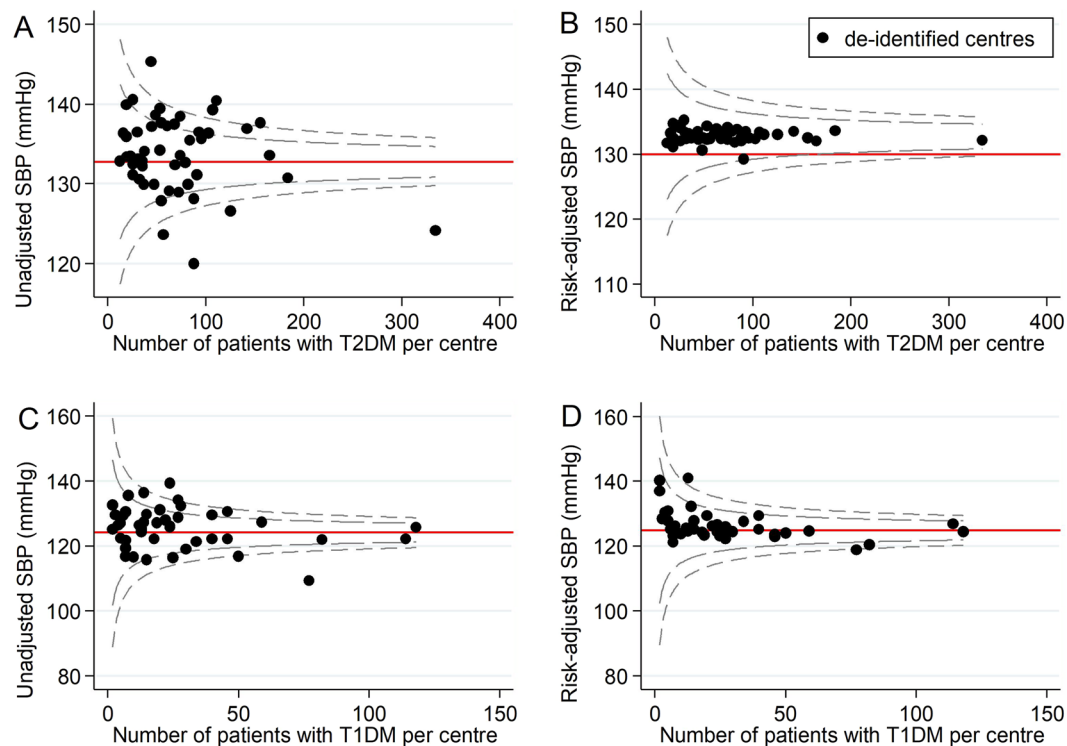 A
Unadjusted SBP (mmHg)
150
140
130
120
0
100
200
300
400
Number of patients with T2DM per centre
B
de-identified centres
Risk-adjusted SBP (mmHg)
150
140
130
120
110
0
100
200
300
400
Number of patients with T2DM per centre
C
Unadjusted SBP (mmHg)
160
140
120
100
80
0
50
100
150
Number of patients with T1DM per centre
D
Risk-adjusted SBP (mmHg)
160
140
120
100
80
0
50
100
150
Number of patients with T1DM per centre